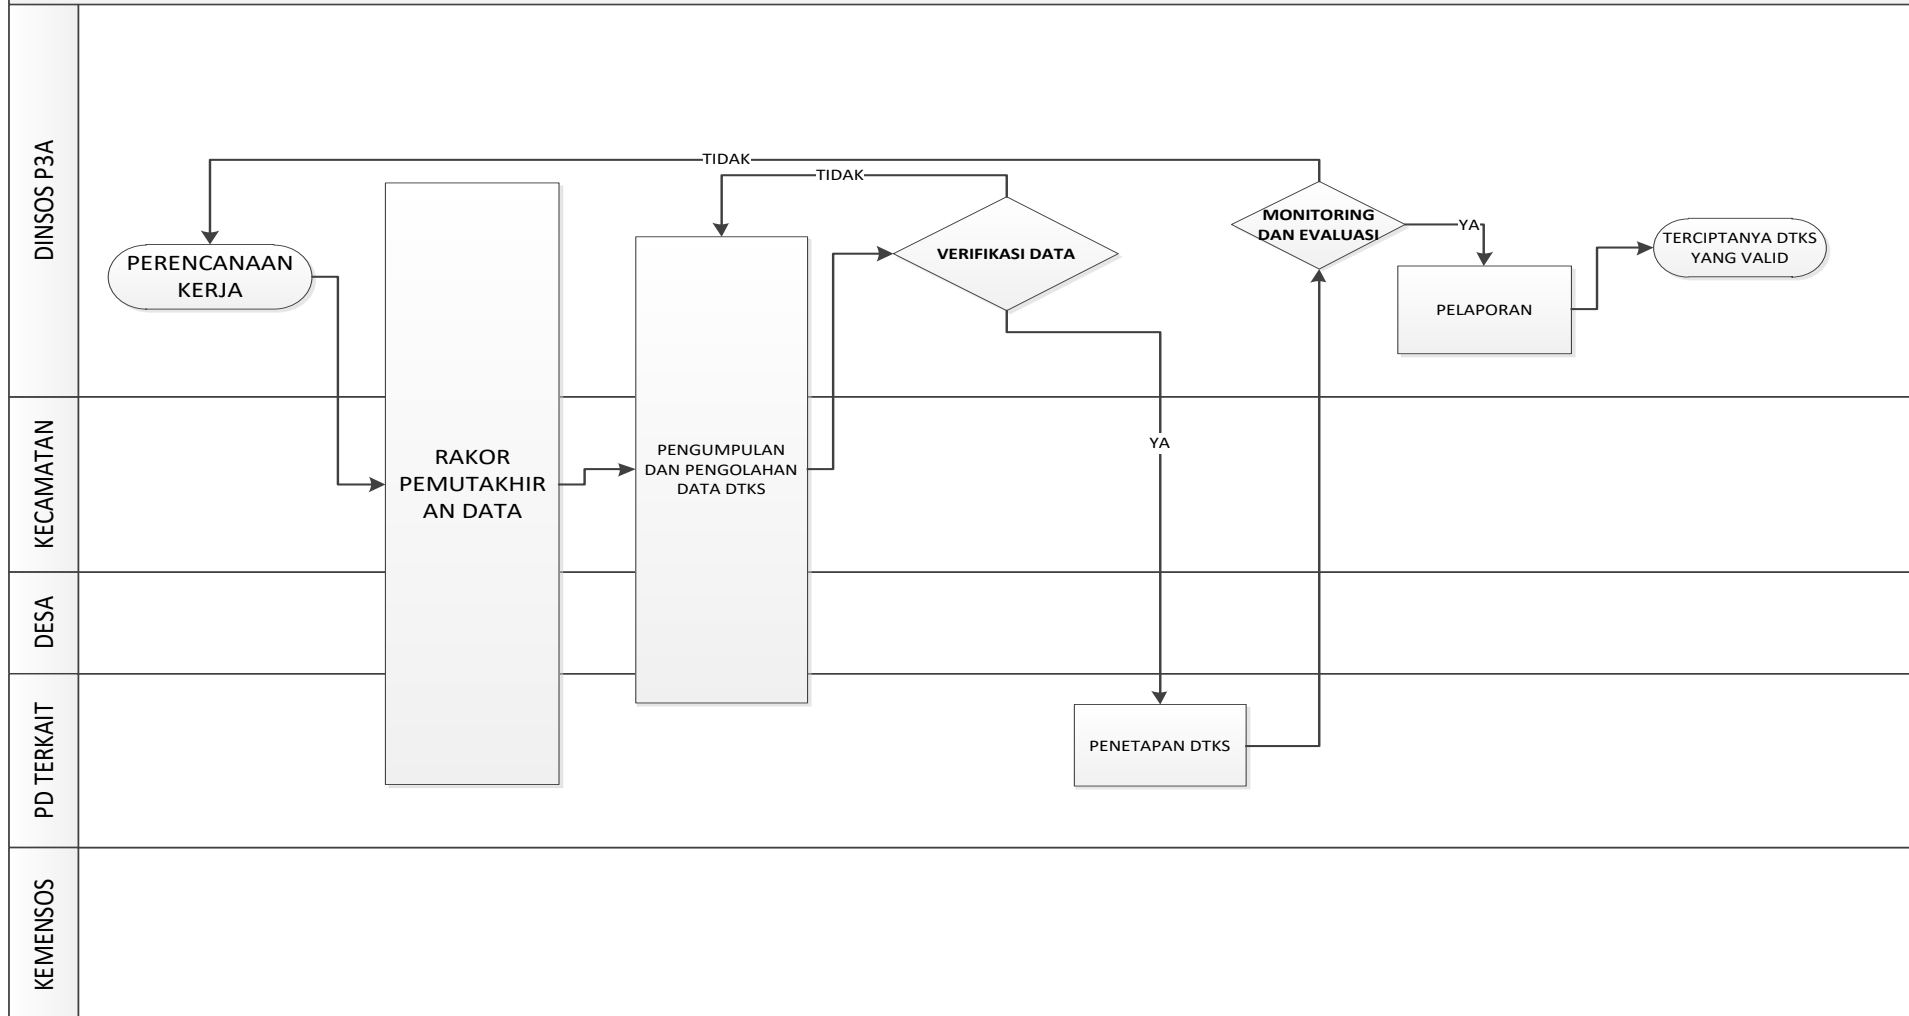 DINSOS P3A
TIDAK
TIDAK
PERENCANAAN
KERJA
VERIFIKASI DATA
MONITORING
DAN EVALUASI
YA
TERCIPTANYA DTKS
YANG VALID
PELAPORAN
KECAMATAN
RAKOR
PEMUTAKHIR
AN DATA
PENGUMPULAN
DAN PENGOLAHAN
DATA DTKS
YA
DESA
PD TERKAIT
PENETAPAN DTKS
KEMENSOS